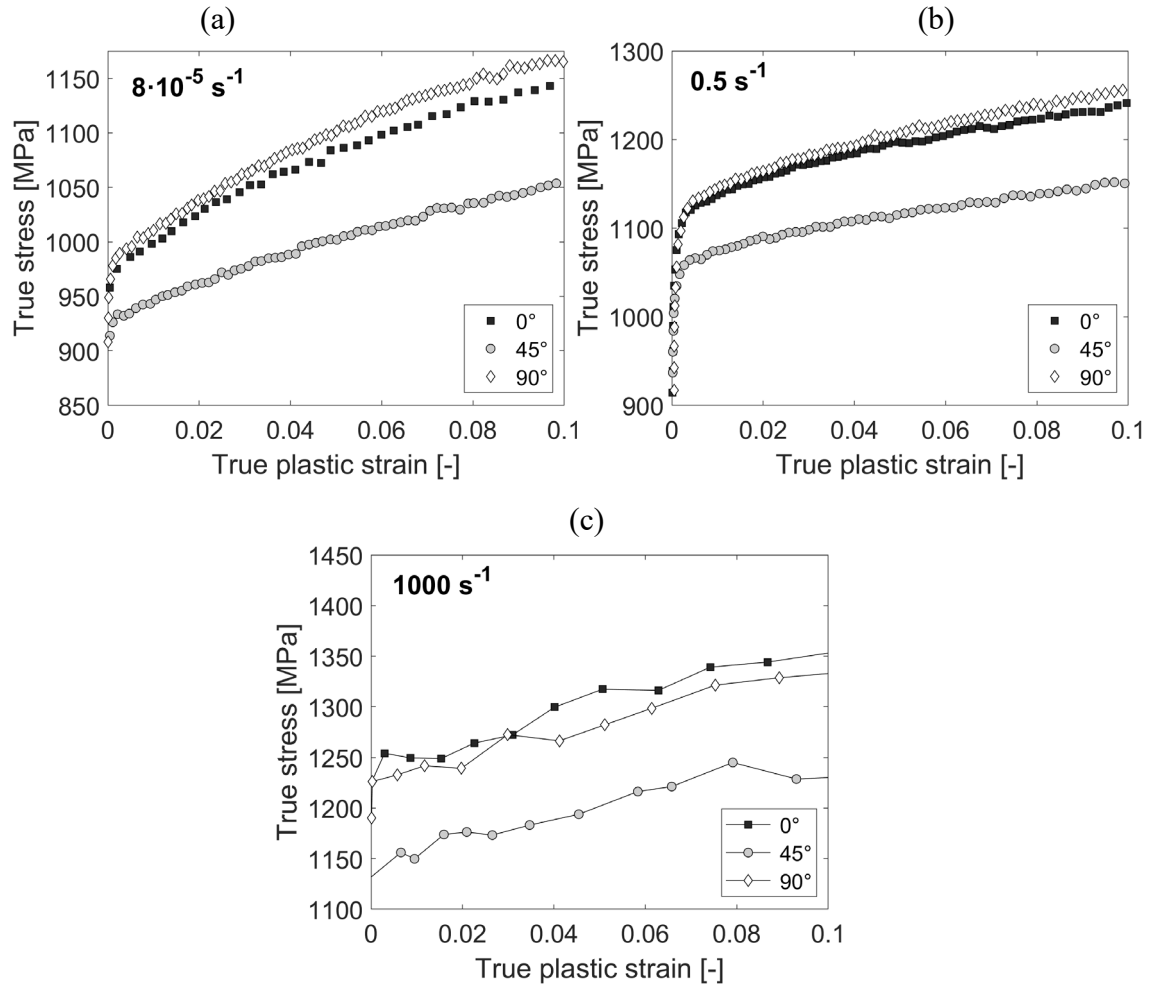 (a)
8·10⁻⁵ s⁻¹
True stress [MPa]
1150
1100
1050
1000
950
900
850
0 0.02 0.04 0.06 0.08 0.1
True plastic strain [-]
0°
45°
90°
(b)
0.5 s⁻¹
True stress [MPa]
1300
1200
1100
1000
900
0 0.02 0.04 0.06 0.08 0.1
True plastic strain [-]
0°
45°
90°
(c)
1000 s⁻¹
True stress [MPa]
1450
1400
1350
1300
1250
1200
1150
1100
0 0.02 0.04 0.06 0.08 0.1
True plastic strain [-]
0°
45°
90°